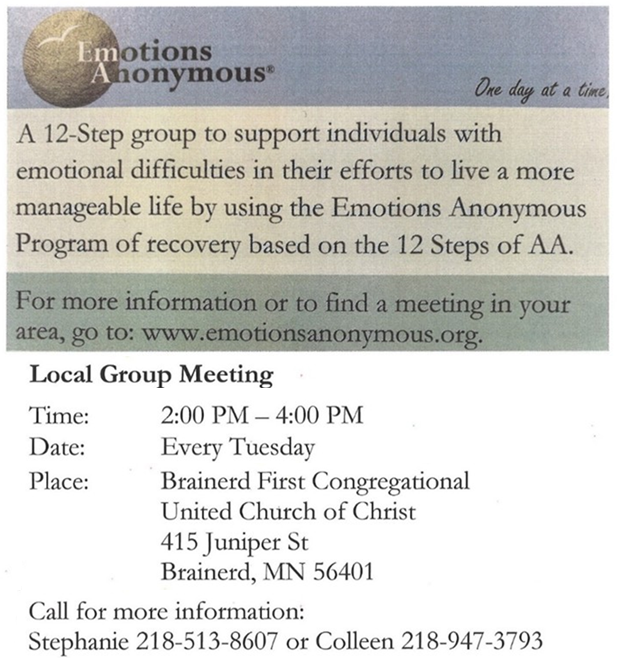 Emotions
Anonymous®
One day at a time.
A 12-Step group to support individuals with
emotional difficulties in their efforts to live a more
manageable life by using the Emotions Anonymous
Program of recovery based on the 12 Steps of AA.
For more information or to find a meeting in your
area, go to: www.emotionsanonymous.org.
Local Group Meeting
Time: 2:00 PM – 4:00 PM
Date: Every Tuesday
Place: Brainerd First Congregational
United Church of Christ
415 Juniper St
Brainerd, MN 56401
Call for more information:
Stephanie 218-513-8607 or Colleen 218-947-3793